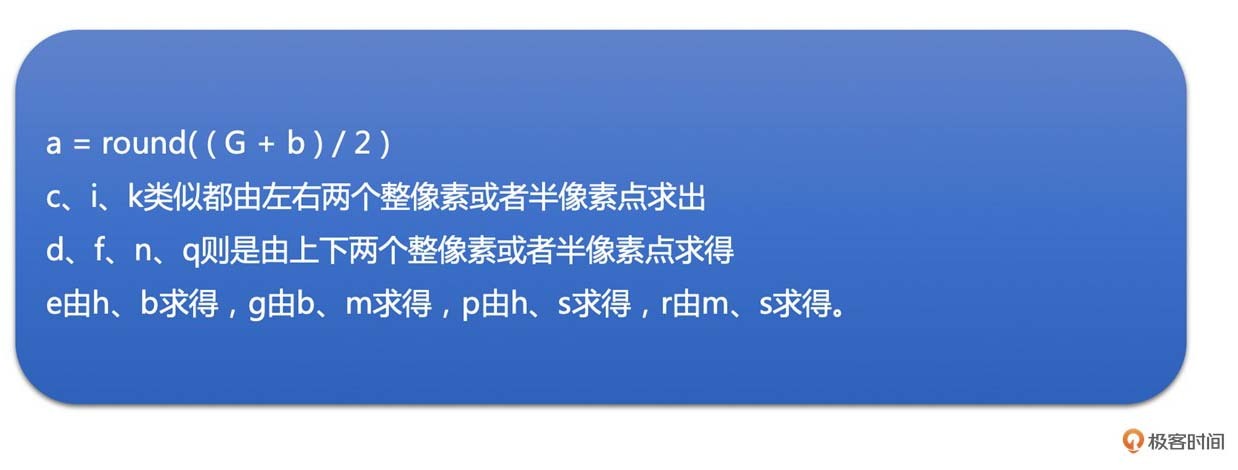 a = round( ( G + b ) / 2 )
c、i、k类似都由左右两个整像素或者半像素点求出
d、f、n、q则是由上下两个整像素或者半像素点求得
e由h、b求得，g由b、m求得，p由h、s求得，r由m、s求得。
极客时间